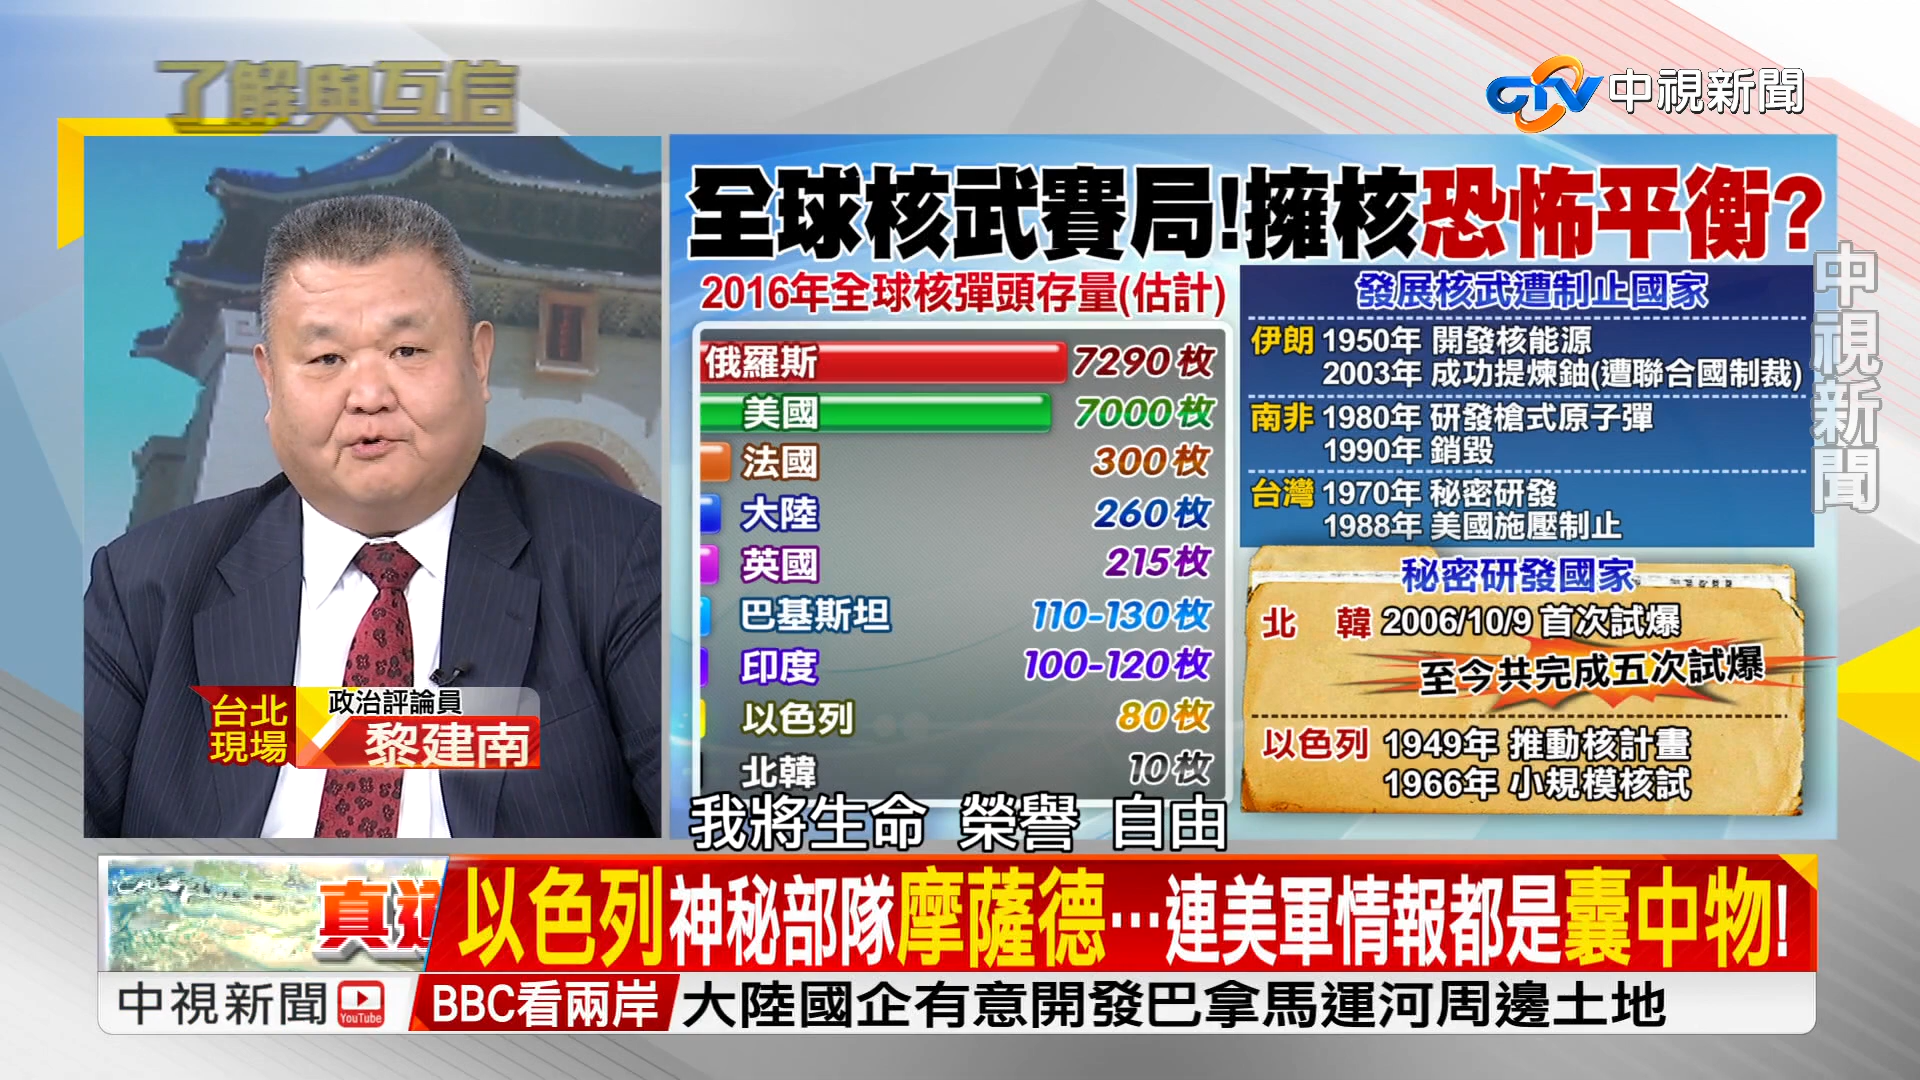 了解與互信
CTV 中視新聞
全球核武賽局!擁核恐怖平衡?
2016年全球核彈頭存量(估計)
俄羅斯 7290枚
美國 7000枚
法國 300枚
大陸 260枚
英國 215枚
巴基斯坦 110-130枚
印度 100-120枚
以色列 80枚
北韓 10枚
發展核武遭制止國家
伊朗 1950年 開發核能源
2003年 成功提煉鈾(遭聯合國制裁)
南非 1980年 研發槍式原子彈
1990年 銷毀
台灣 1970年 秘密研發
1988年 美國施壓制止
秘密研發國家
北 韓 2006/10/9 首次試爆
至今共完成五次試爆
以色列 1949年 推動核計畫
1966年 小規模核試
中視新聞
台北
現場
政治評論員
黎建南
我將生命 榮譽 自由
以色列神秘部隊摩薩德…連美軍情報都是囊中物!
中視新聞 YouTube
BBC看兩岸 大陸國企有意開發巴拿馬運河周邊土地